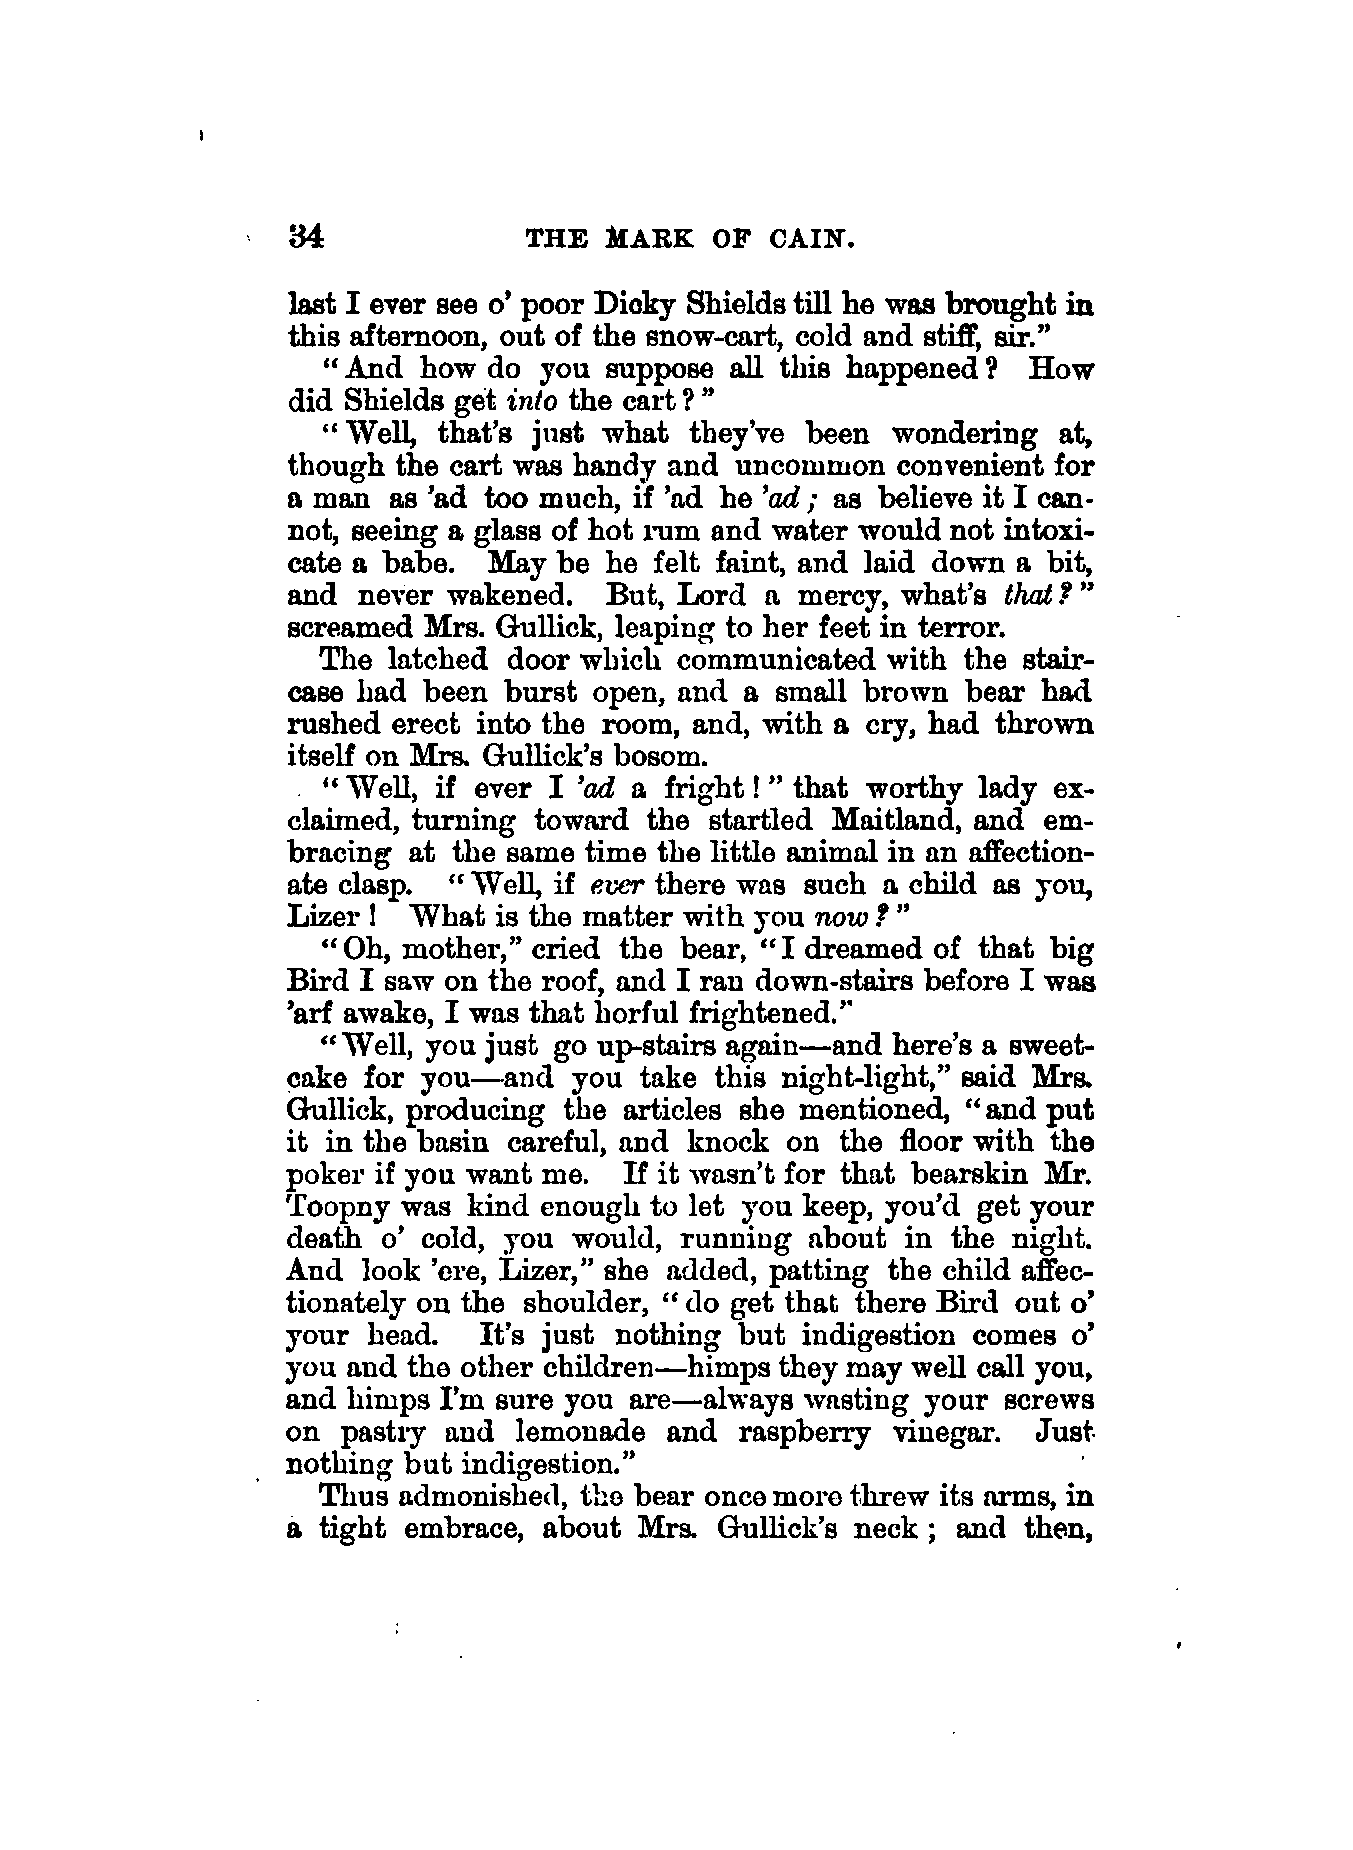 34 THE MARK OF CAIN.
last I ever see o' poor Dicky Shields till he was brought in
this afternoon, out of the snow-cart, cold and stiff, sir."
"And how do you suppose all this happened? How
did Shields get into the cart?"
"Well, that's just what they've been wondering at,
though the cart was handy and uncommon convenient for
a man as 'ad too much, if 'ad he 'ad; as believe it I can-
not, seeing a glass of hot rum and water would not intoxi-
cate a babe. May be he felt faint, and laid down a bit,
and never wakened. But, Lord a mercy, what's that?"
screamed Mrs. Gullick, leaping to her feet in terror.
The latched door which communicated with the stair-
case had been burst open, and a small brown bear had
rushed erect into the room, and, with a cry, had thrown
itself on Mrs. Gullick's bosom.
"Well, if ever I 'ad a fright!" that worthy lady ex-
claimed, turning toward the startled Maitland, and em-
bracing at the same time the little animal in an affection-
ate clasp. "Well, if ever there was such a child as you,
Lizer! What is the matter with you now?"
"Oh, mother," cried the bear, "I dreamed of that big
Bird I saw on the roof, and I ran down-stairs before I was
'arf awake, I was that horful frightened."
"Well, you just go up-stairs again—and here's a sweet-
cake for you—and you take this night-light," said Mrs.
Gullick, producing the articles she mentioned, "and put
it in the basin careful, and knock on the floor with the
poker if you want me. If it wasn't for that bearskin Mr.
Toopny was kind enough to let you keep, you'd get your
death o' cold, you would, running about in the night.
And look 'ere, Lizer," she added, patting the child affec-
tionately on the shoulder, "do get that there Bird out o'
your head. It's just nothing but indigestion comes o'
you and the other children—himps they may well call you,
and himps I'm sure you are—always wasting your screws
on pastry and lemonade and raspberry vinegar. Just
nothing but indigestion."
Thus admonished, the bear once more threw its arms, in
a tight embrace, about Mrs. Gullick's neck; and then,